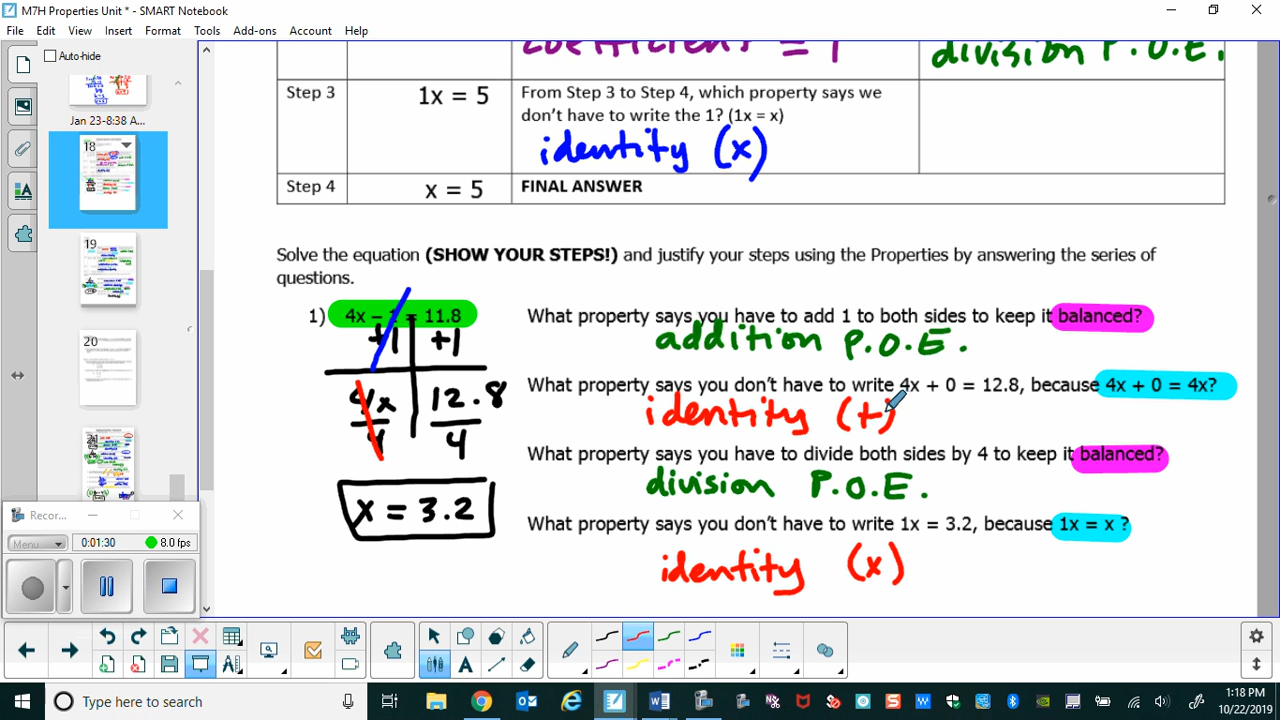 M7H Properties Unit * - SMART Notebook
File Edit View Insert Format Tools Add-ons Account Help
Auto-hide
Jan 23-8:38 A...
18
19
20
21
coefficient = 1
division P.O.E.
Step 3 1x = 5 From Step 3 to Step 4, which property says we
don't have to write the 1? (1x = x)
identity (x)
Step 4 x = 5 FINAL ANSWER
Solve the equation (SHOW YOUR STEPS!) and justify your steps using the Properties by answering the series of
questions.
1) 4x – 1 = 11.8 What property says you have to add 1 to both sides to keep it balanced?
+1 +1 addition P.O.E.
What property says you don't have to write 4x + 0 = 12.8, because 4x + 0 = 4x?
4x 12.8 identity (+)
4 4
What property says you have to divide both sides by 4 to keep it balanced?
division P.O.E.
x = 3.2
What property says you don't have to write 1x = 3.2, because 1x = x ?
identity (x)
Recor...
Menu 0:01:30 8.0 fps
Type here to search
1:18 PM
10/22/2019